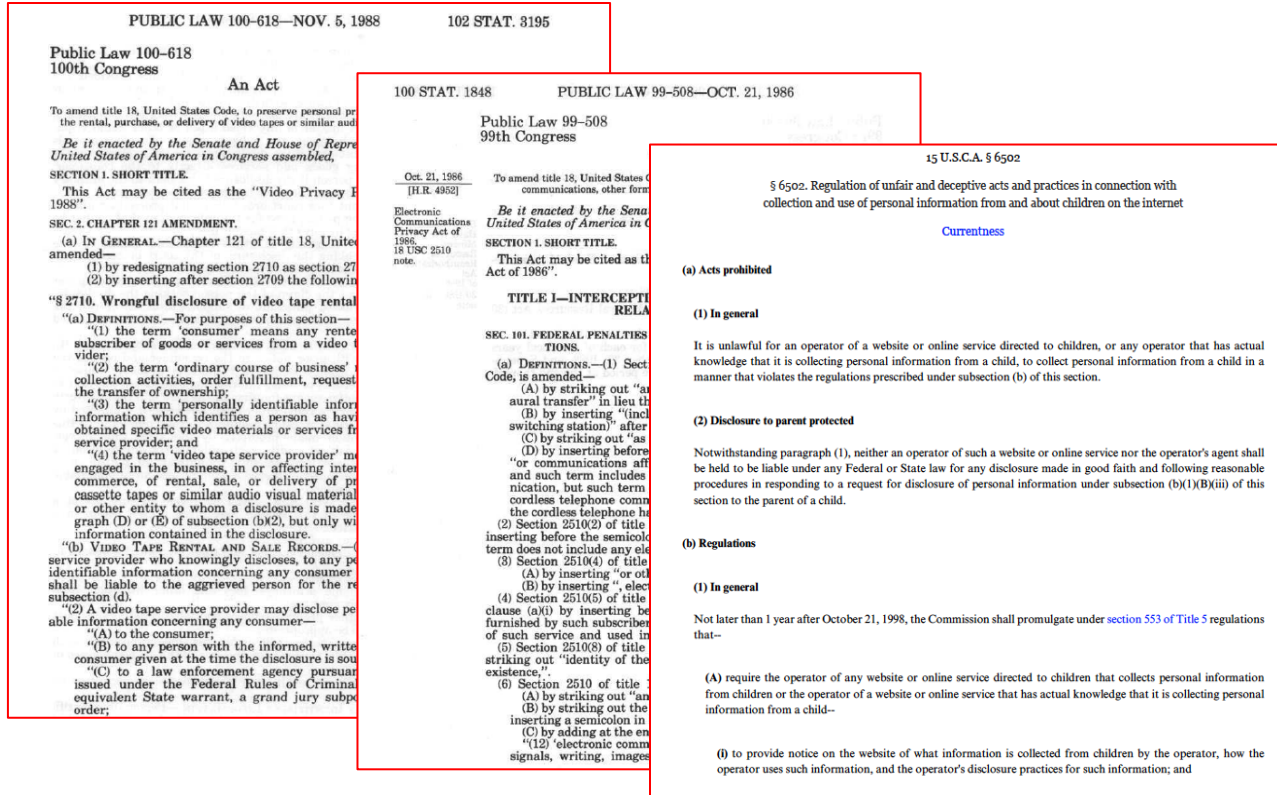 PUBLIC LAW 100-618—NOV. 5, 1988 102 STAT. 3195
Public Law 100-618
100th Congress
An Act
To amend title 18, United States Code, to preserve personal pr
the rental, purchase, or delivery of video tapes or similar aud
Be it enacted by the Senate and House of Repre
United States of America in Congress assembled,
SECTION 1. SHORT TITLE.
This Act may be cited as the "Video Privacy P
1988".
SEC. 2. CHAPTER 121 AMENDMENT.
(a) IN GENERAL.—Chapter 121 of title 18, Unite
amended—
(1) by redesignating section 2710 as section 27
(2) by inserting after section 2709 the followin
"§ 2710. Wrongful disclosure of video tape rental
"(a) DEFINITIONS.—For purposes of this section—
"(1) the term 'consumer' means any rente
subscriber of goods or services from a video t
vider;
"(2) the term 'ordinary course of business'
collection activities, order fulfillment, request
the transfer of ownership;
"(3) the term 'personally identifiable infor
information which identifies a person as havi
obtained specific video materials or services fr
service provider; and
"(4) the term 'video tape service provider' me
engaged in the business, in or affecting inter
commerce, of rental, sale, or delivery of pr
cassette tapes or similar audio visual material
or other entity to whom a disclosure is made
graph (D) or (E) of subsection (b)(2), but only wi
information contained in the disclosure.
"(b) VIDEO TAPE RENTAL AND SALE RECORDS.—(
service provider who knowingly discloses, to any pe
identifiable information concerning any consumer
shall be liable to the aggrieved person for the re
subsection (d).
"(2) A video tape service provider may disclose pe
able information concerning any consumer—
"(A) to the consumer;
"(B) to any person with the informed, writte
consumer given at the time the disclosure is sou
"(C) to a law enforcement agency pursuan
issued under the Federal Rules of Criminal
equivalent State warrant, a grand jury subpo
order;
100 STAT. 1848 PUBLIC LAW 99-508—OCT. 21, 1986
Public Law 99-508
99th Congress
Oct. 21, 1986
[H.R. 4952]
Electronic
Communications
Privacy Act of
1986.
18 USC 2510
note.
To amend title 18, United States C
communications, other form
Be it enacted by the Sena
United States of America in C
SECTION 1. SHORT TITLE.
This Act may be cited as th
Act of 1986".
TITLE I—INTERCEPTI
RELA
SEC. 101. FEDERAL PENALTIES
TIONS.
(a) DEFINITIONS.—(1) Sect
Code, is amended—
(A) by striking out "an
aural transfer" in lieu th
(B) by inserting "(incl
switching station)" after
(C) by striking out "as
(D) by inserting before
"or communications aff
and such term includes
nication, but such term
cordless telephone comm
the cordless telephone ha
(2) Section 2510(2) of title
inserting before the semicolo
term does not include any ele
(3) Section 2510(4) of title
(A) by inserting "or oth
(B) by inserting ", elect
(4) Section 2510(5) of title
clause (a)(i) by inserting be
furnished by such subscriber
of such service and used in
(5) Section 2510(8) of title
striking out "identity of the
existence,".
(6) Section 2510 of title
(A) by striking out "an
(B) by striking out the
inserting a semicolon in
(C) by adding at the en
"(12) 'electronic comm
signals, writing, images
15 U.S.C.A. § 6502
§ 6502. Regulation of unfair and deceptive acts and practices in connection with
collection and use of personal information from and about children on the internet
Currentness
(a) Acts prohibited
(1) In general
It is unlawful for an operator of a website or online service directed to children, or any operator that has actual
knowledge that it is collecting personal information from a child, to collect personal information from a child in a
manner that violates the regulations prescribed under subsection (b) of this section.
(2) Disclosure to parent protected
Notwithstanding paragraph (1), neither an operator of such a website or online service nor the operator's agent shall
be held to be liable under any Federal or State law for any disclosure made in good faith and following reasonable
procedures in responding to a request for disclosure of personal information under subsection (b)(1)(B)(iii) of this
section to the parent of a child.
(b) Regulations
(1) In general
Not later than 1 year after October 21, 1998, the Commission shall promulgate under section 553 of Title 5 regulations
that--
(A) require the operator of any website or online service directed to children that collects personal information
from children or the operator of a website or online service that has actual knowledge that it is collecting personal
information from a child--
(i) to provide notice on the website of what information is collected from children by the operator, how the
operator uses such information, and the operator's disclosure practices for such information; and